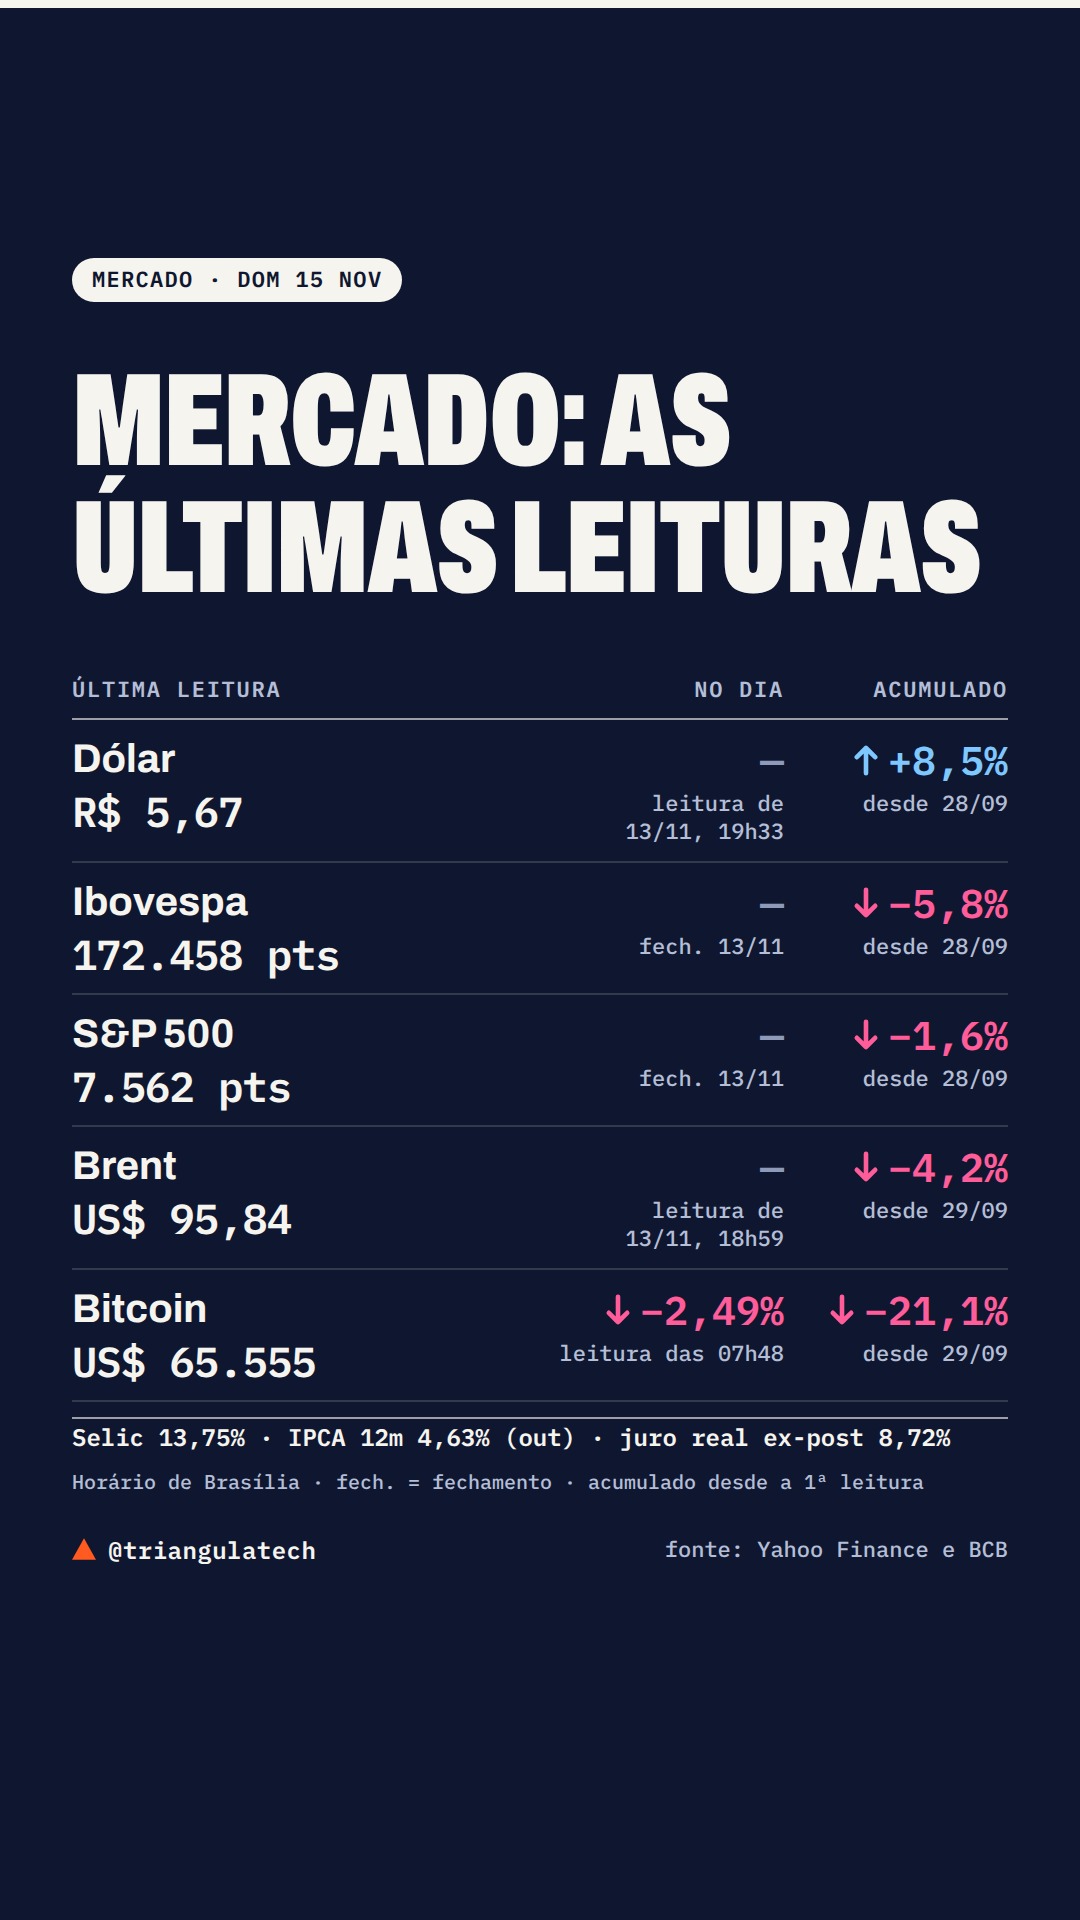 MERCADO · DOM 15 NOV
MERCADO: AS
ÚLTIMAS LEITURAS
ÚLTIMA LEITURA NO DIA ACUMULADO
Dólar — ↑ +8,5%
R$ 5,67 leitura de desde 28/09
13/11, 19h33
Ibovespa — ↓ −5,8%
172.458 pts fech. 13/11 desde 28/09
S&P 500 — ↓ −1,6%
7.562 pts fech. 13/11 desde 28/09
Brent — ↓ −4,2%
US$ 95,84 leitura de desde 29/09
13/11, 18h59
Bitcoin ↓ −2,49% ↓ −21,1%
US$ 65.555 leitura das 07h48 desde 29/09
Selic 13,75% · IPCA 12m 4,63% (out) · juro real ex-post 8,72%
Horário de Brasília · fech. = fechamento · acumulado desde a 1ª leitura
@triangulatech fonte: Yahoo Finance e BCB